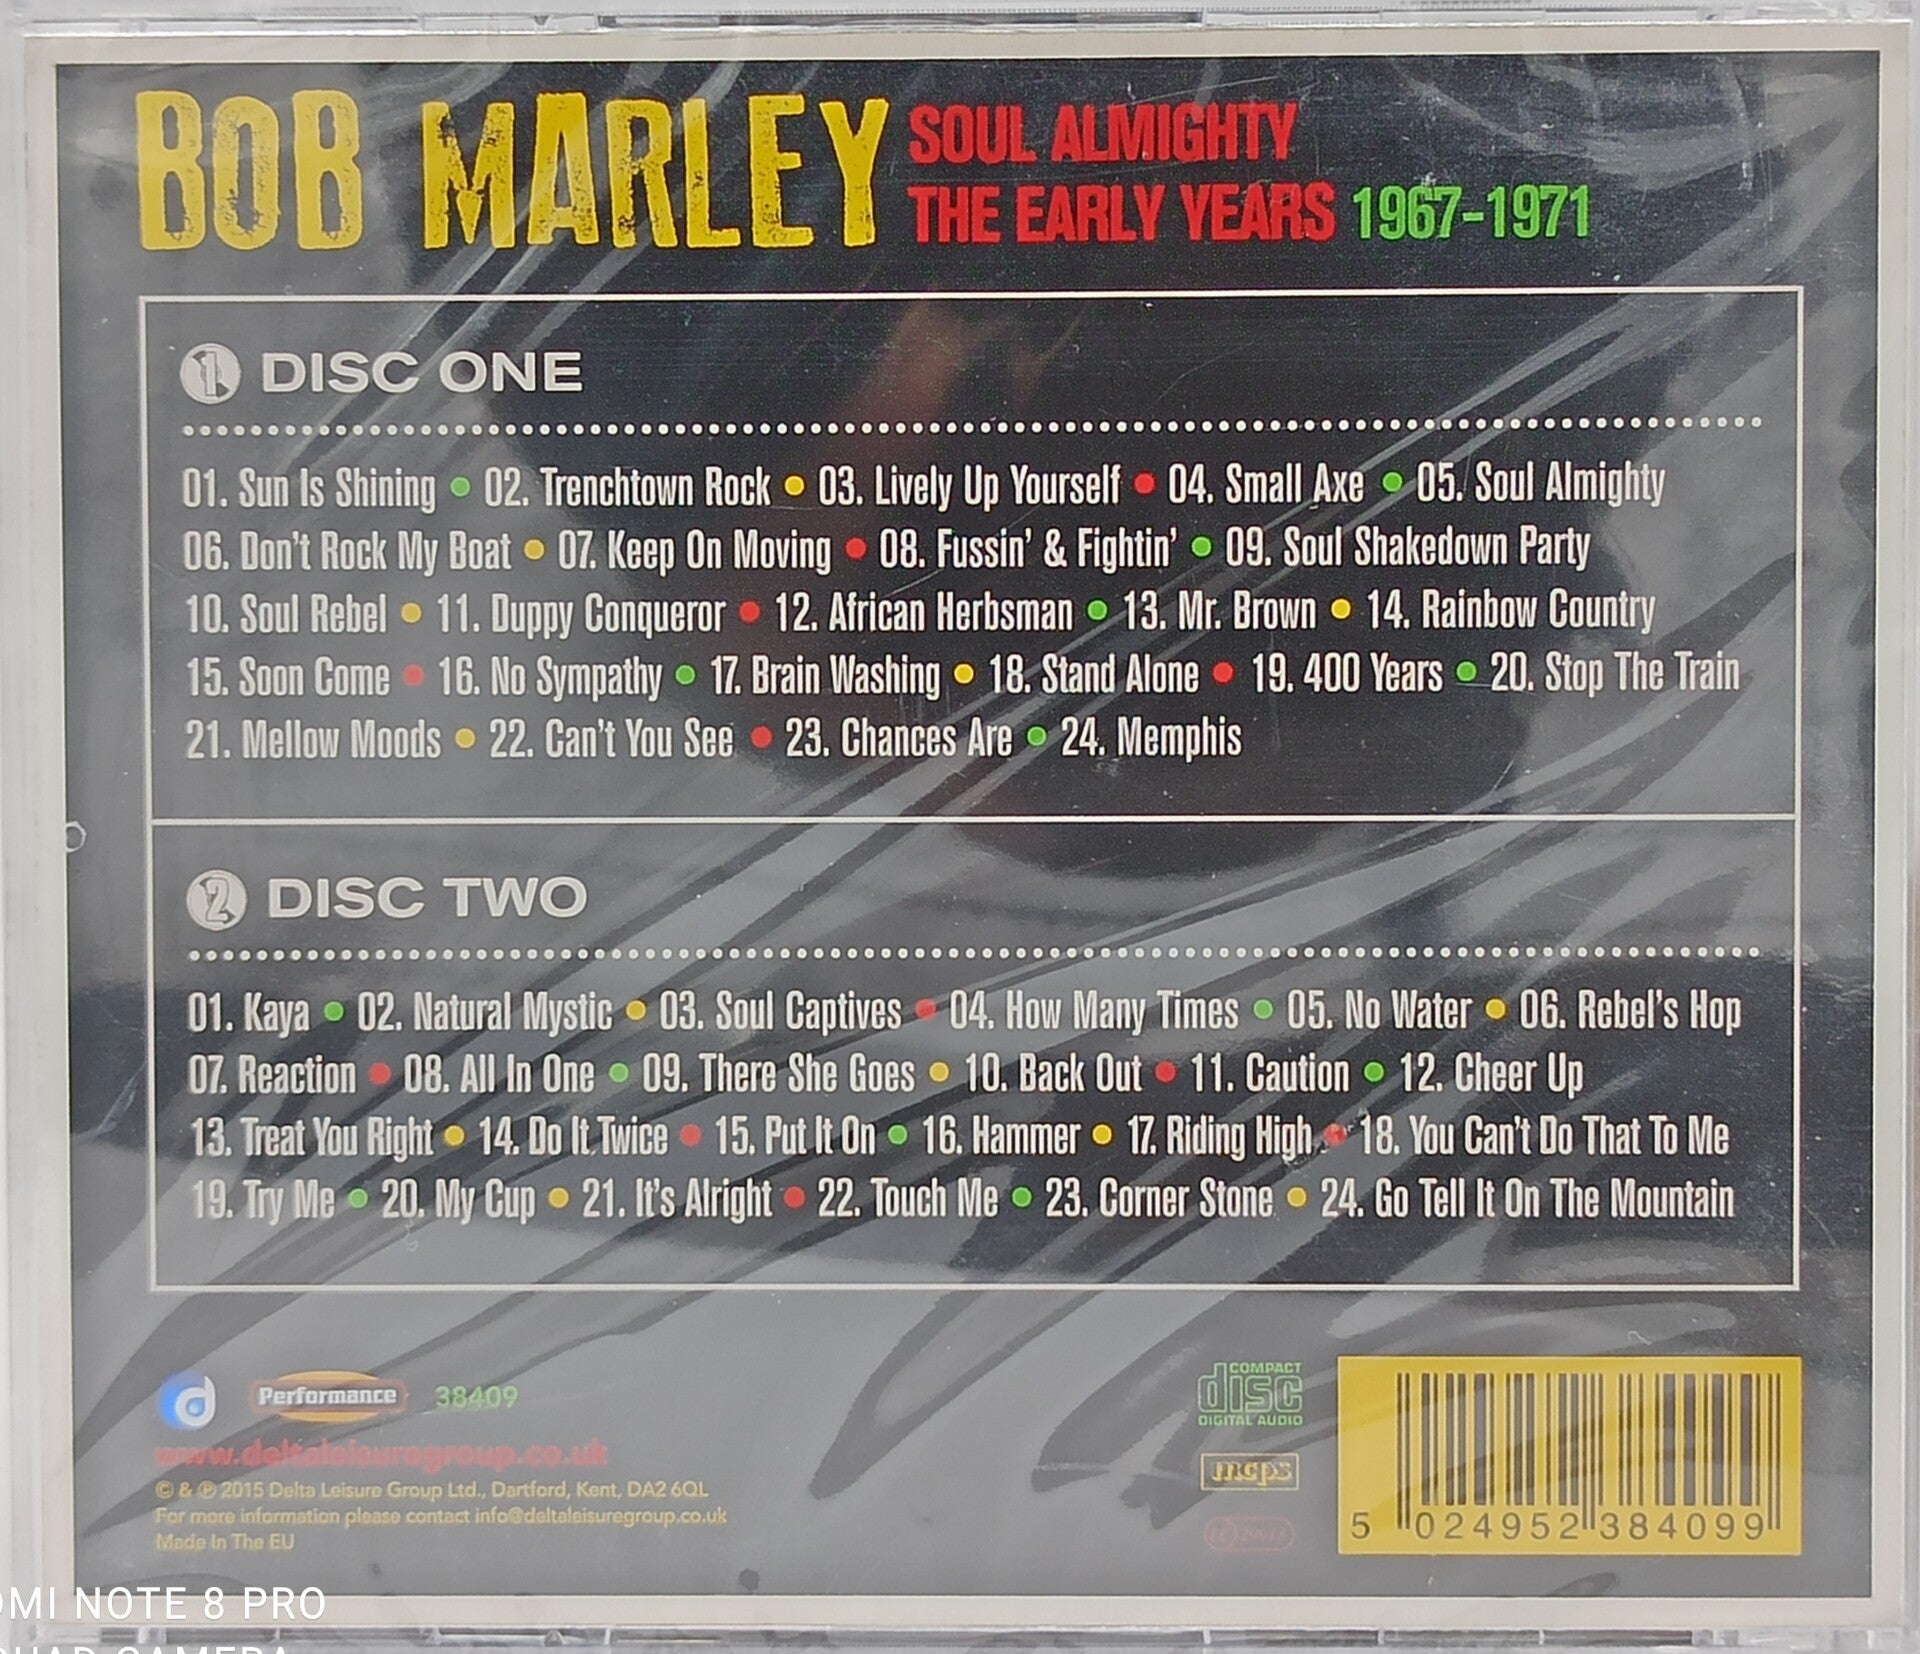 BOB MARLEY SOUL ALMIGHTY
THE EARLY YEARS 1967-1971
1 DISC ONE
01. Sun Is Shining ● 02. Trenchtown Rock ● 03. Lively Up Yourself ● 04. Small Axe ● 05. Soul Almighty
06. Don't Rock My Boat ● 07. Keep On Moving ● 08. Fussin' & Fightin' ● 09. Soul Shakedown Party
10. Soul Rebel ● 11. Duppy Conqueror ● 12. African Herbsman ● 13. Mr. Brown ● 14. Rainbow Country
15. Soon Come ● 16. No Sympathy ● 17. Brain Washing ● 18. Stand Alone ● 19. 400 Years ● 20. Stop The Train
21. Mellow Moods ● 22. Can't You See ● 23. Chances Are ● 24. Memphis
2 DISC TWO
01. Kaya ● 02. Natural Mystic ● 03. Soul Captives ● 04. How Many Times ● 05. No Water ● 06. Rebel's Hop
07. Reaction ● 08. All In One ● 09. There She Goes ● 10. Back Out ● 11. Caution ● 12. Cheer Up
13. Treat You Right ● 14. Do It Twice ● 15. Put It On ● 16. Hammer ● 17. Riding High ● 18. You Can't Do That To Me
19. Try Me ● 20. My Cup ● 21. It's Alright ● 22. Touch Me ● 23. Corner Stone ● 24. Go Tell It On The Mountain
d Performance 38409
www.deltaleisuregroup.co.uk
© & ℗ 2015 Delta Leisure Group Ltd., Dartford, Kent, DA2 6QL
For more information please contact info@deltaleisuregroup.co.uk
Made In The EU
COMPACT
disc
DIGITAL AUDIO
mcps
5 024952 384099
OMI NOTE 8 PRO
CAMERA